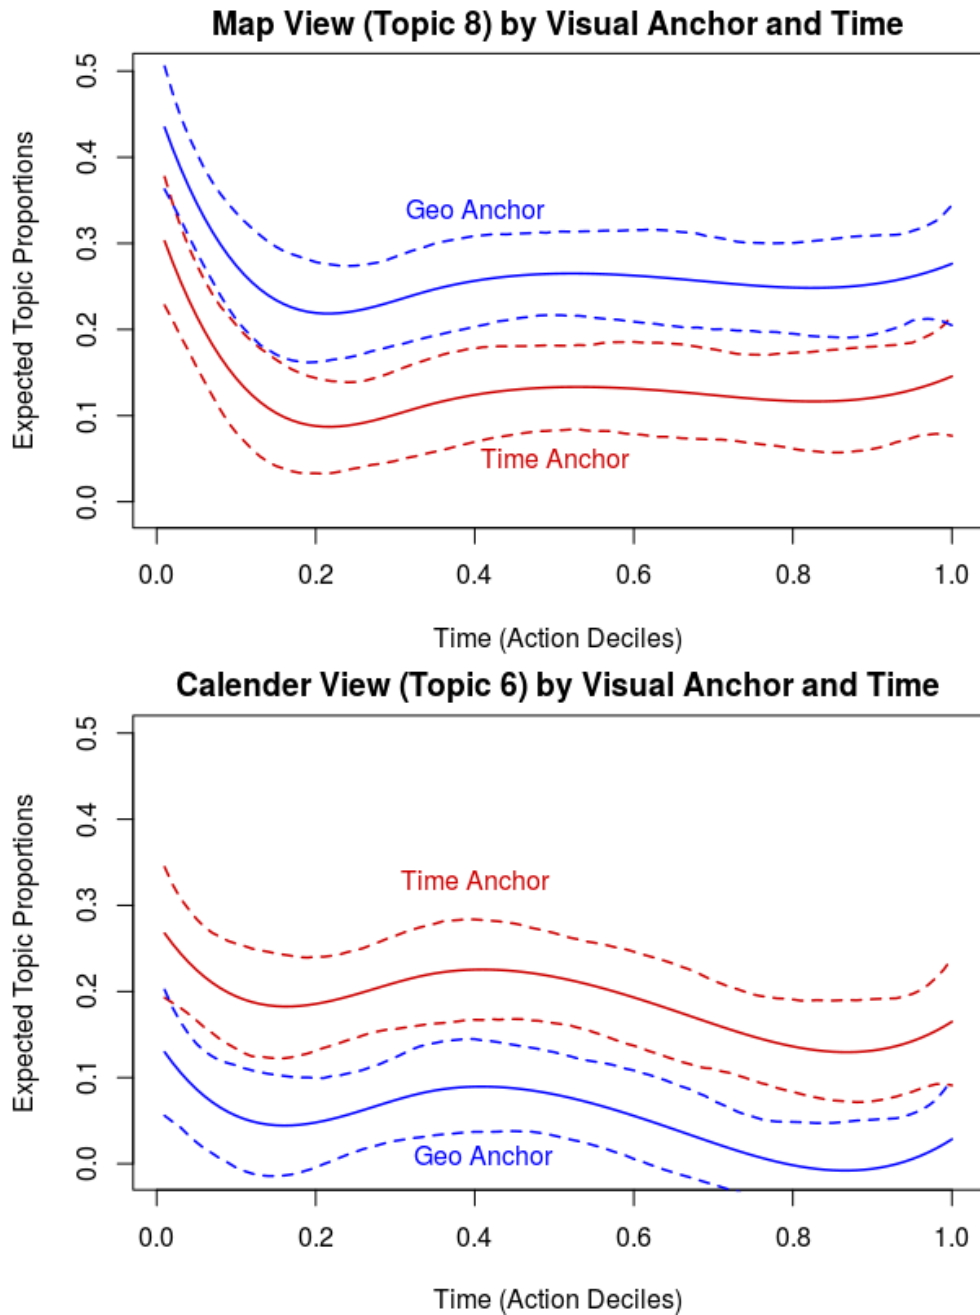 Map View (Topic 8) by Visual Anchor and Time
Expected Topic Proportions
0.5
0.4
0.3
0.2
0.1
0.0
Geo Anchor
Time Anchor
0.0 0.2 0.4 0.6 0.8 1.0
Time (Action Deciles)
Calender View (Topic 6) by Visual Anchor and Time
Expected Topic Proportions
0.5
0.4
0.3
0.2
0.1
0.0
Time Anchor
Geo Anchor
0.0 0.2 0.4 0.6 0.8 1.0
Time (Action Deciles)